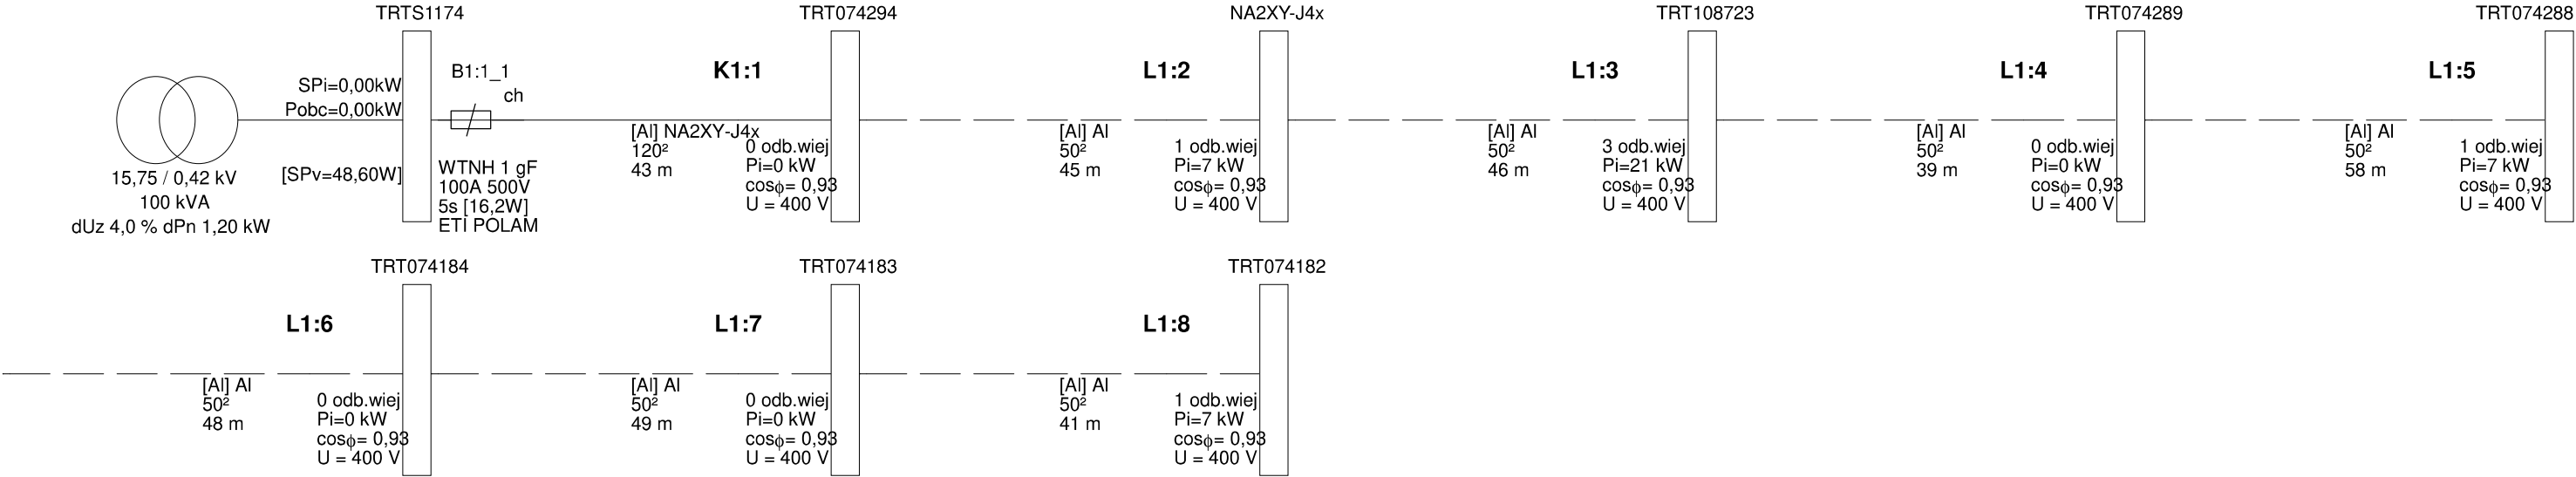 TRTS1174
TRT074294
NA2XY-J4x
TRT108723
TRT074289
TRT074288
SPi=0,00kW
Pobc=0,00kW
[SPv=48,60W]
15,75 / 0,42 kV
100 kVA
dUz 4,0 % dPn 1,20 kW
B1:1_1
ch
WTNH 1 gF
100A 500V
5s [16,2W]
ETI POLAM
K1:1
[Al] NA2XY-J4x
120²
43 m
0 odb.wiej
Pi=0 kW
cosϕ= 0,93
U = 400 V
L1:2
[Al] Al
50²
45 m
1 odb.wiej
Pi=7 kW
cosϕ= 0,93
U = 400 V
L1:3
[Al] Al
50²
46 m
3 odb.wiej
Pi=21 kW
cosϕ= 0,93
U = 400 V
L1:4
[Al] Al
50²
39 m
0 odb.wiej
Pi=0 kW
cosϕ= 0,93
U = 400 V
L1:5
[Al] Al
50²
58 m
1 odb.wiej
Pi=7 kW
cosϕ= 0,93
U = 400 V
TRT074184
TRT074183
TRT074182
L1:6
[Al] Al
50²
48 m
0 odb.wiej
Pi=0 kW
cosϕ= 0,93
U = 400 V
L1:7
[Al] Al
50²
49 m
0 odb.wiej
Pi=0 kW
cosϕ= 0,93
U = 400 V
L1:8
[Al] Al
50²
41 m
1 odb.wiej
Pi=7 kW
cosϕ= 0,93
U = 400 V